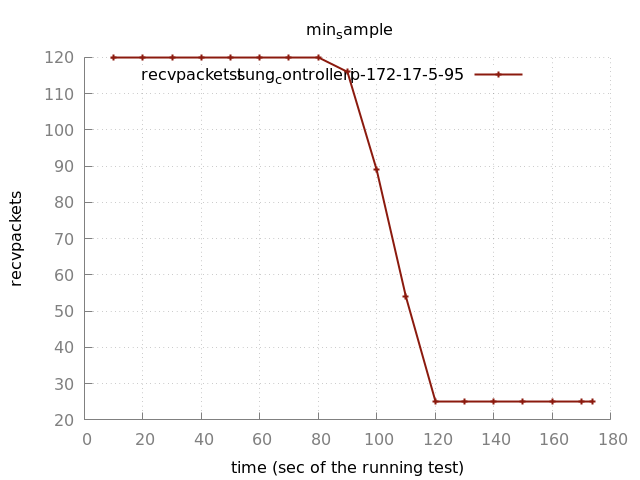 min_sample
120
recvpacketstsung_controllerip-172-17-5-95
110
100
90
80
70
60
50
40
30
20
recvpackets
0 20 40 60 80 100 120 140 160 180
time (sec of the running test)